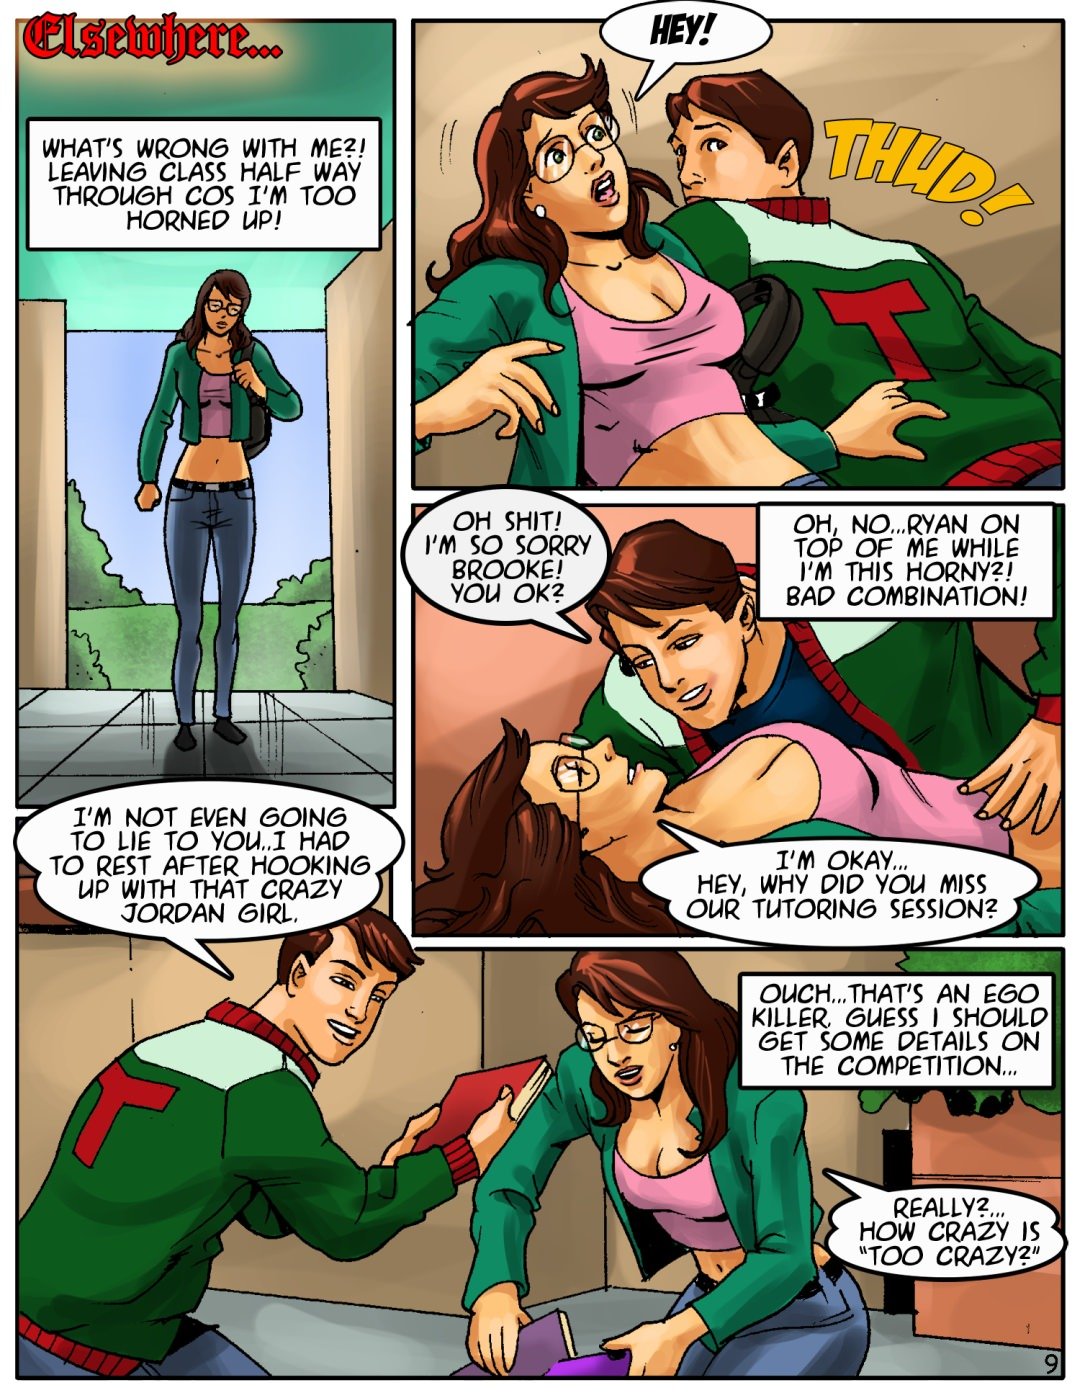 Elsewhere...
WHAT'S WRONG WITH ME?!
LEAVING CLASS HALF WAY
THROUGH COS I'M TOO
HORNED UP!
HEY!
THUD!
T
OH SHIT!
I'M SO SORRY
BROOKE!
YOU OK?
OH, NO...RYAN ON
TOP OF ME WHILE
I'M THIS HORNY?!
BAD COMBINATION!
I'M OKAY...
HEY, WHY DID YOU MISS
OUR TUTORING SESSION?
I'M NOT EVEN GOING
TO LIE TO YOU..I HAD
TO REST AFTER HOOKING
UP WITH THAT CRAZY
JORDAN GIRL.
T
OUCH...THAT'S AN EGO
KILLER. GUESS I SHOULD
GET SOME DETAILS ON
THE COMPETITION...
REALLY?...
HOW CRAZY IS
"TOO CRAZY?"
9